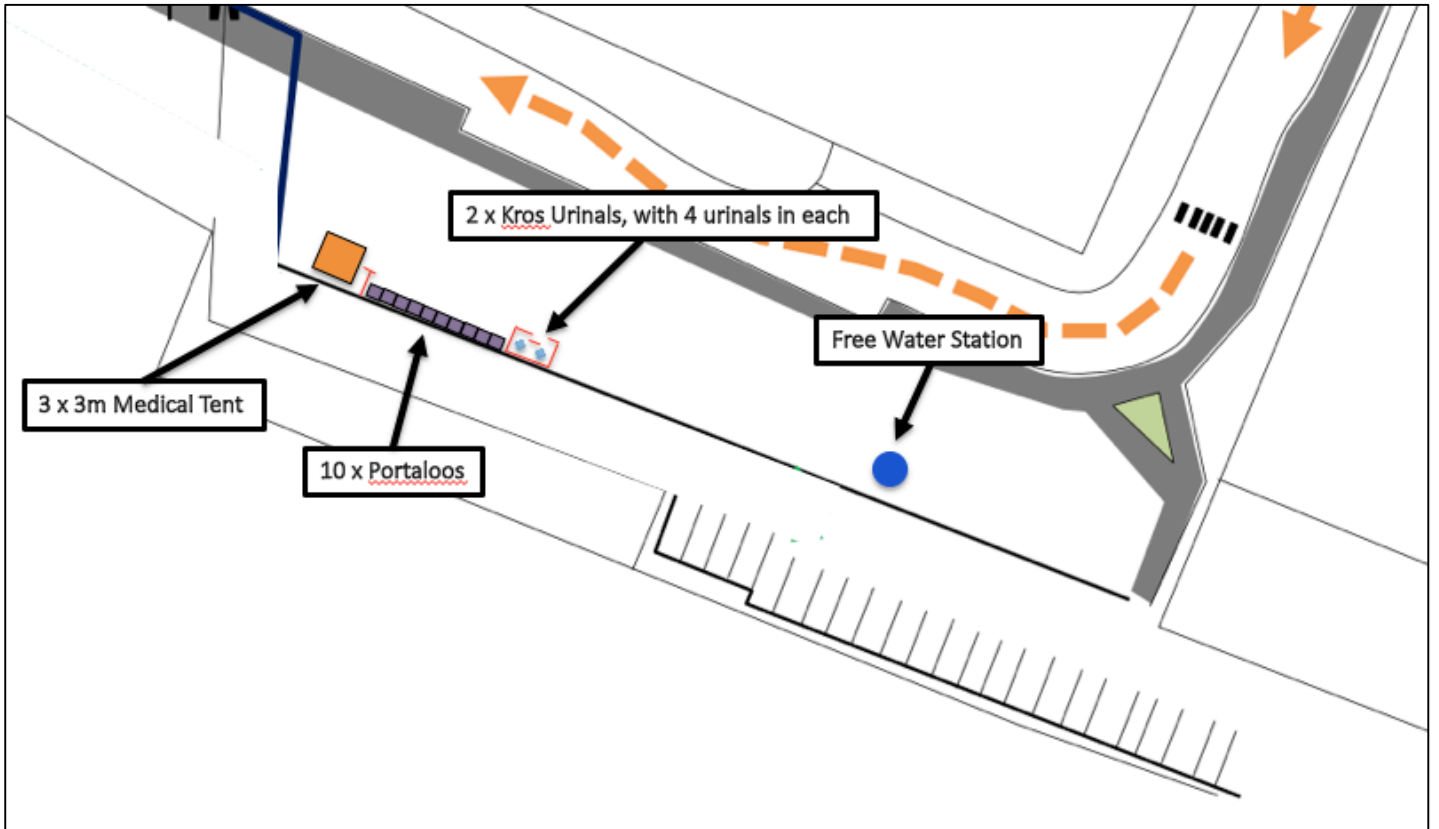 2 x Kros Urinals, with 4 urinals in each
Free Water Station
3 x 3m Medical Tent
10 x Portaloos